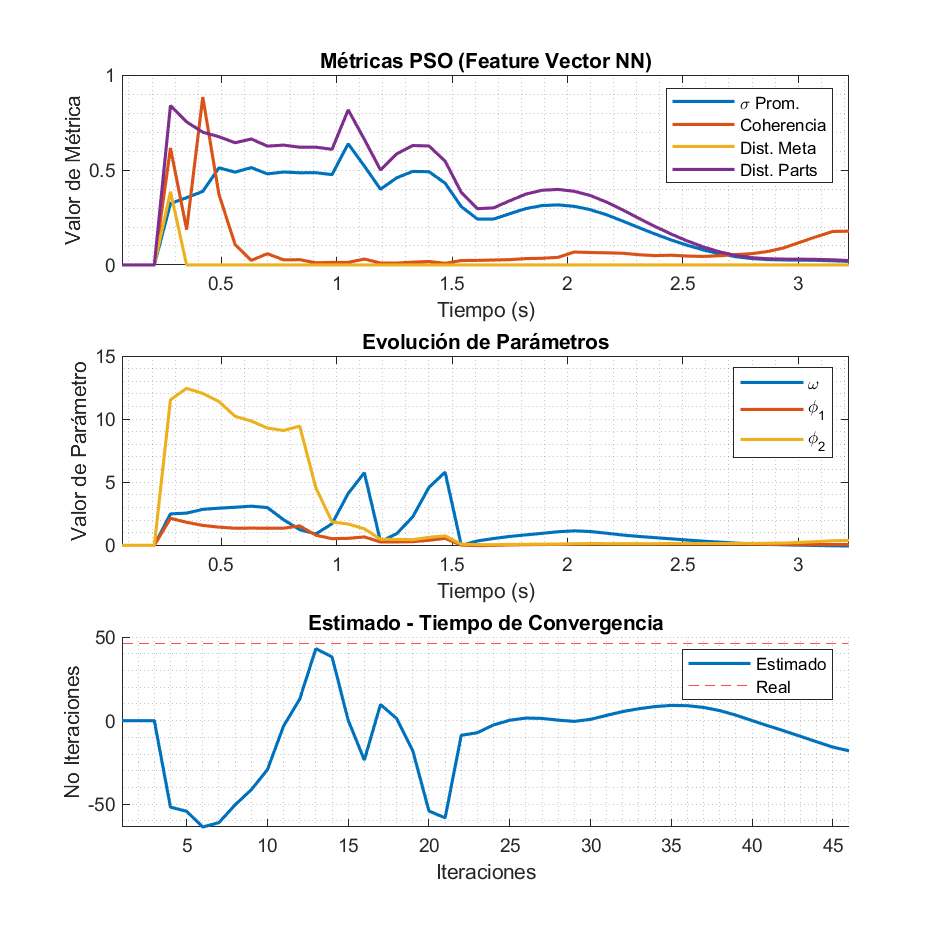 Métricas PSO (Feature Vector NN)
Valor de Métrica
1
0.5
0
σ Prom.
Coherencia
Dist. Meta
Dist. Parts
0.5 1 1.5 2 2.5 3
Tiempo (s)
Evolución de Parámetros
Valor de Parámetro
15
10
5
0
ω
ϕ1
ϕ2
0.5 1 1.5 2 2.5 3
Tiempo (s)
Estimado - Tiempo de Convergencia
No Iteraciones
50
0
-50
Estimado
Real
5 10 15 20 25 30 35 40 45
Iteraciones